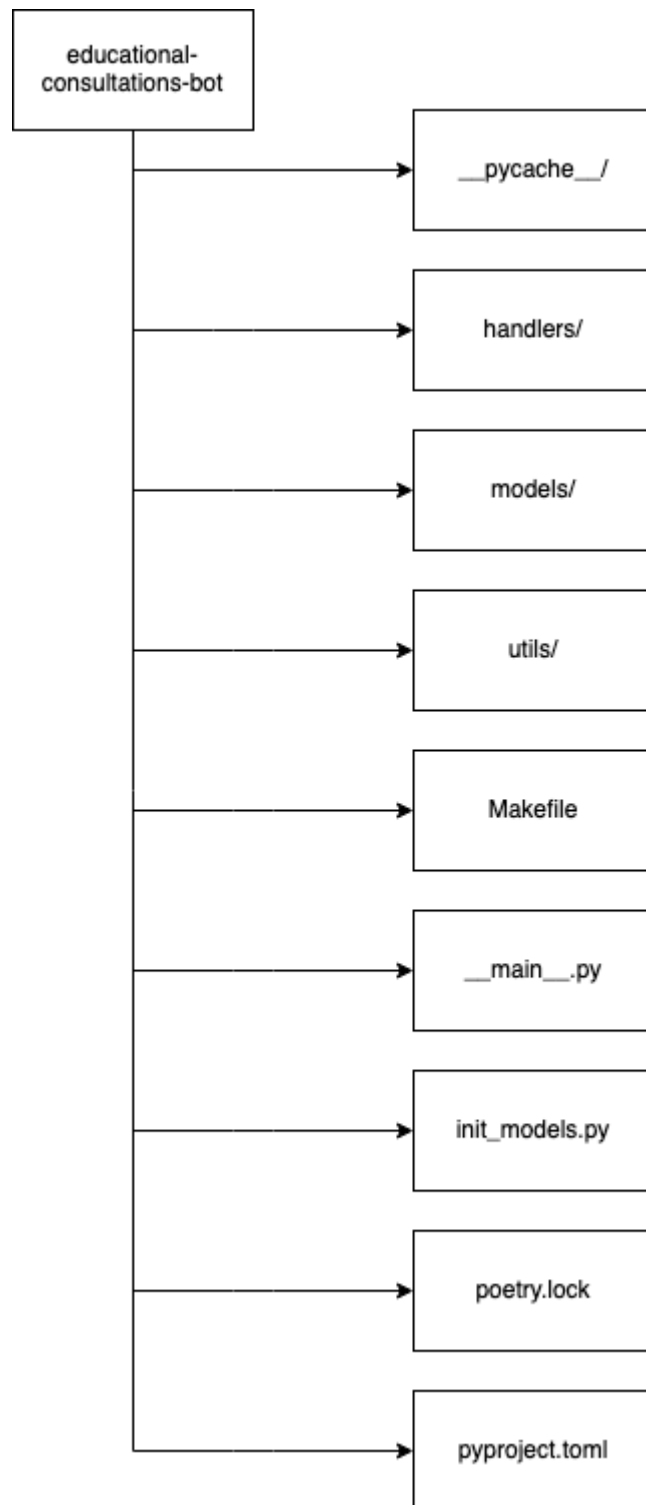 educational-
consultations-bot
__pycache__/
handlers/
models/
utils/
Makefile
__main__.py
init_models.py
poetry.lock
pyproject.toml